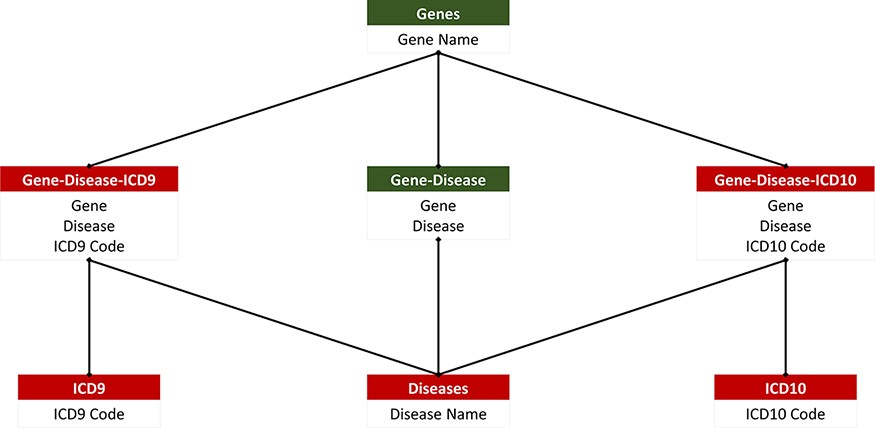 Genes
Gene Name
Gene-Disease-ICD9
Gene
Disease
ICD9 Code
Gene-Disease
Gene
Disease
Gene-Disease-ICD10
Gene
Disease
ICD10 Code
ICD9
ICD9 Code
Diseases
Disease Name
ICD10
ICD10 Code